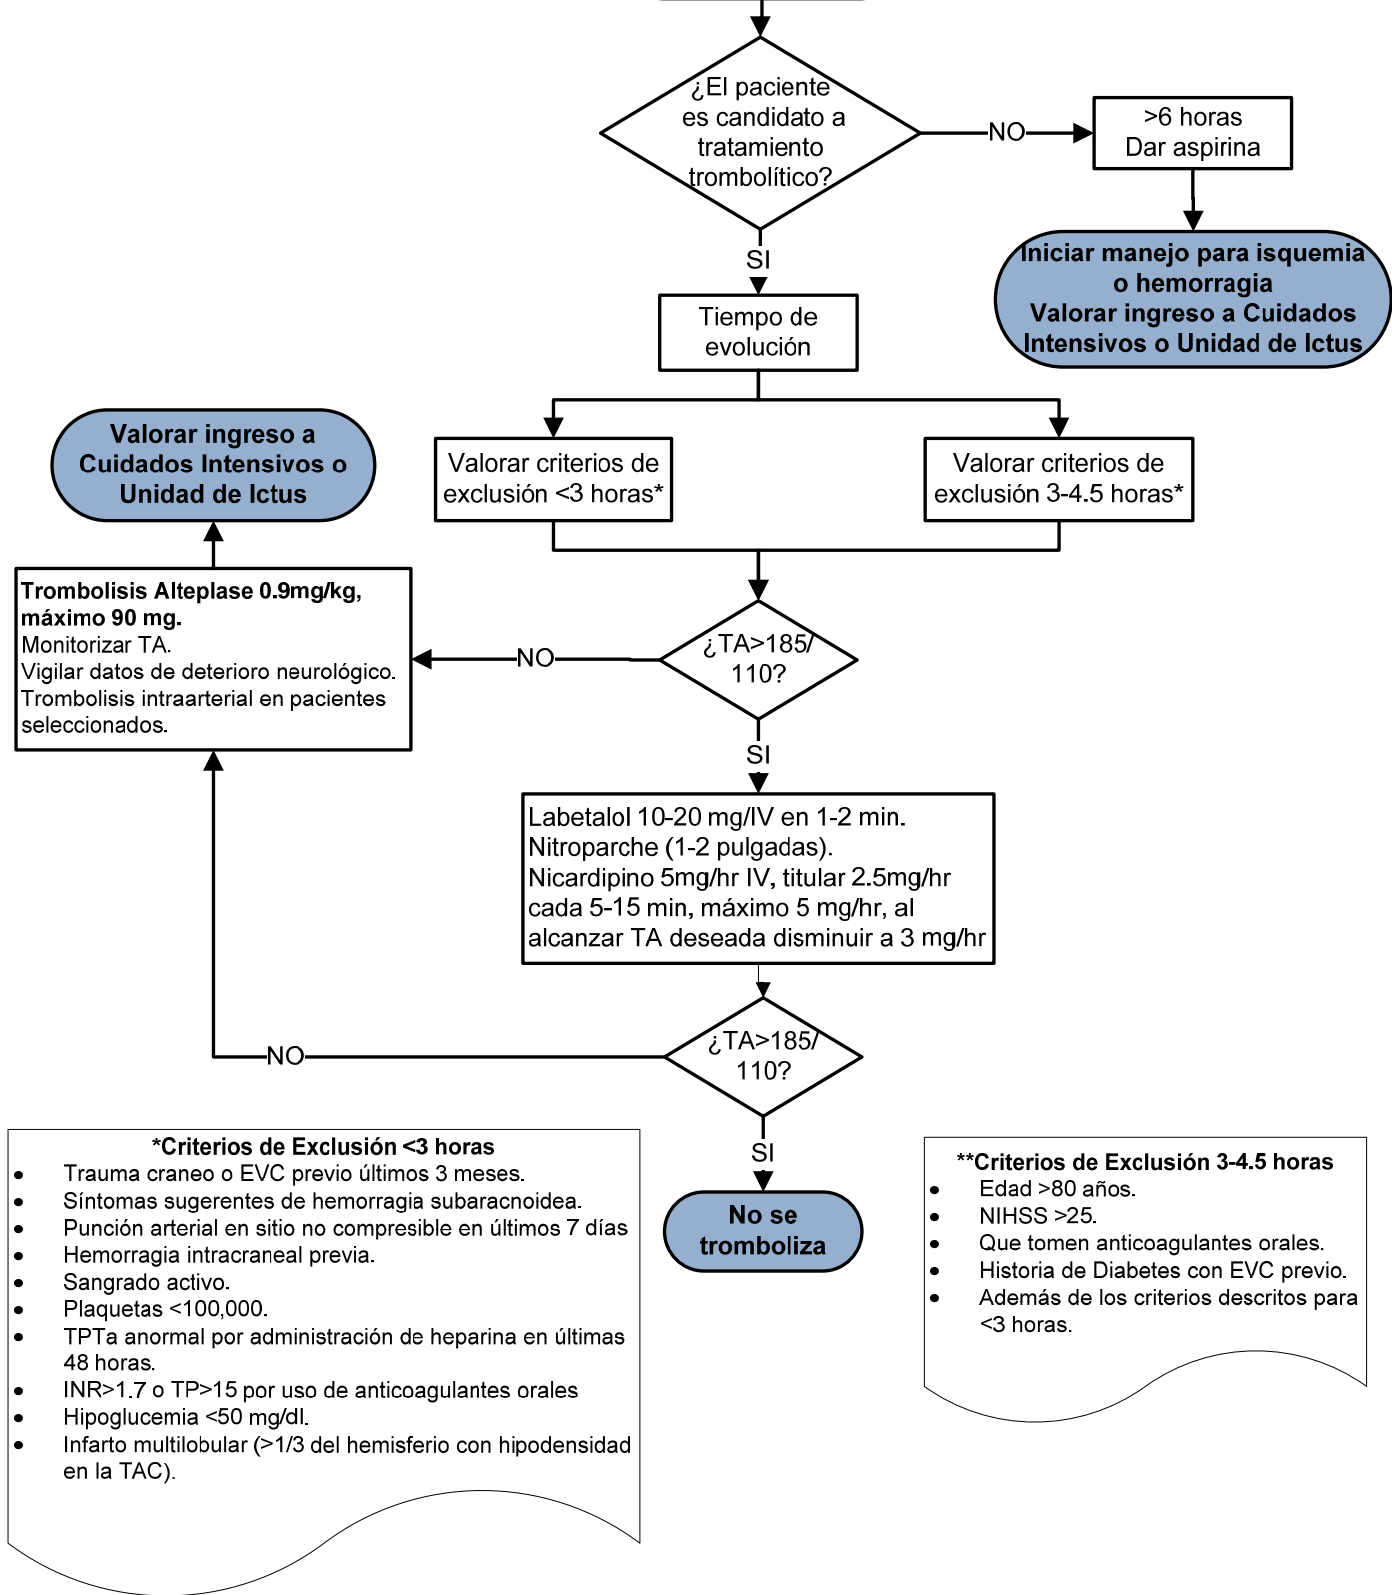 ¿El paciente
es candidato a
tratamiento
trombolítico?
NO
>6 horas
Dar aspirina
Iniciar manejo para isquemia
o hemorragia
Valorar ingreso a Cuidados
Intensivos o Unidad de Ictus
SI
Tiempo de
evolución
Valorar ingreso a
Cuidados Intensivos o
Unidad de Ictus
Valorar criterios de
exclusión <3 horas*
Valorar criterios de
exclusión 3-4.5 horas*
Trombolisis Alteplase 0.9mg/kg,
máximo 90 mg.
Monitorizar TA.
Vigilar datos de deterioro neurológico.
Trombolisis intraarterial en pacientes
seleccionados.
NO
¿TA>185/
110?
SI
Labetalol 10-20 mg/IV en 1-2 min.
Nitroparche (1-2 pulgadas).
Nicardipino 5mg/hr IV, titular 2.5mg/hr
cada 5-15 min, máximo 5 mg/hr, al
alcanzar TA deseada disminuir a 3 mg/hr
NO
¿TA>185/
110?
SI
No se
tromboliza
*Criterios de Exclusión <3 horas
• Trauma craneo o EVC previo últimos 3 meses.
• Síntomas sugerentes de hemorragia subaracnoidea.
• Punción arterial en sitio no compresible en últimos 7 días
• Hemorragia intracraneal previa.
• Sangrado activo.
• Plaquetas <100,000.
• TPTa anormal por administración de heparina en últimas
48 horas.
• INR>1.7 o TP>15 por uso de anticoagulantes orales
• Hipoglucemia <50 mg/dl.
• Infarto multilobular (>1/3 del hemisferio con hipodensidad
en la TAC).
**Criterios de Exclusión 3-4.5 horas
• Edad >80 años.
• NIHSS >25.
• Que tomen anticoagulantes orales.
• Historia de Diabetes con EVC previo.
• Además de los criterios descritos para
<3 horas.